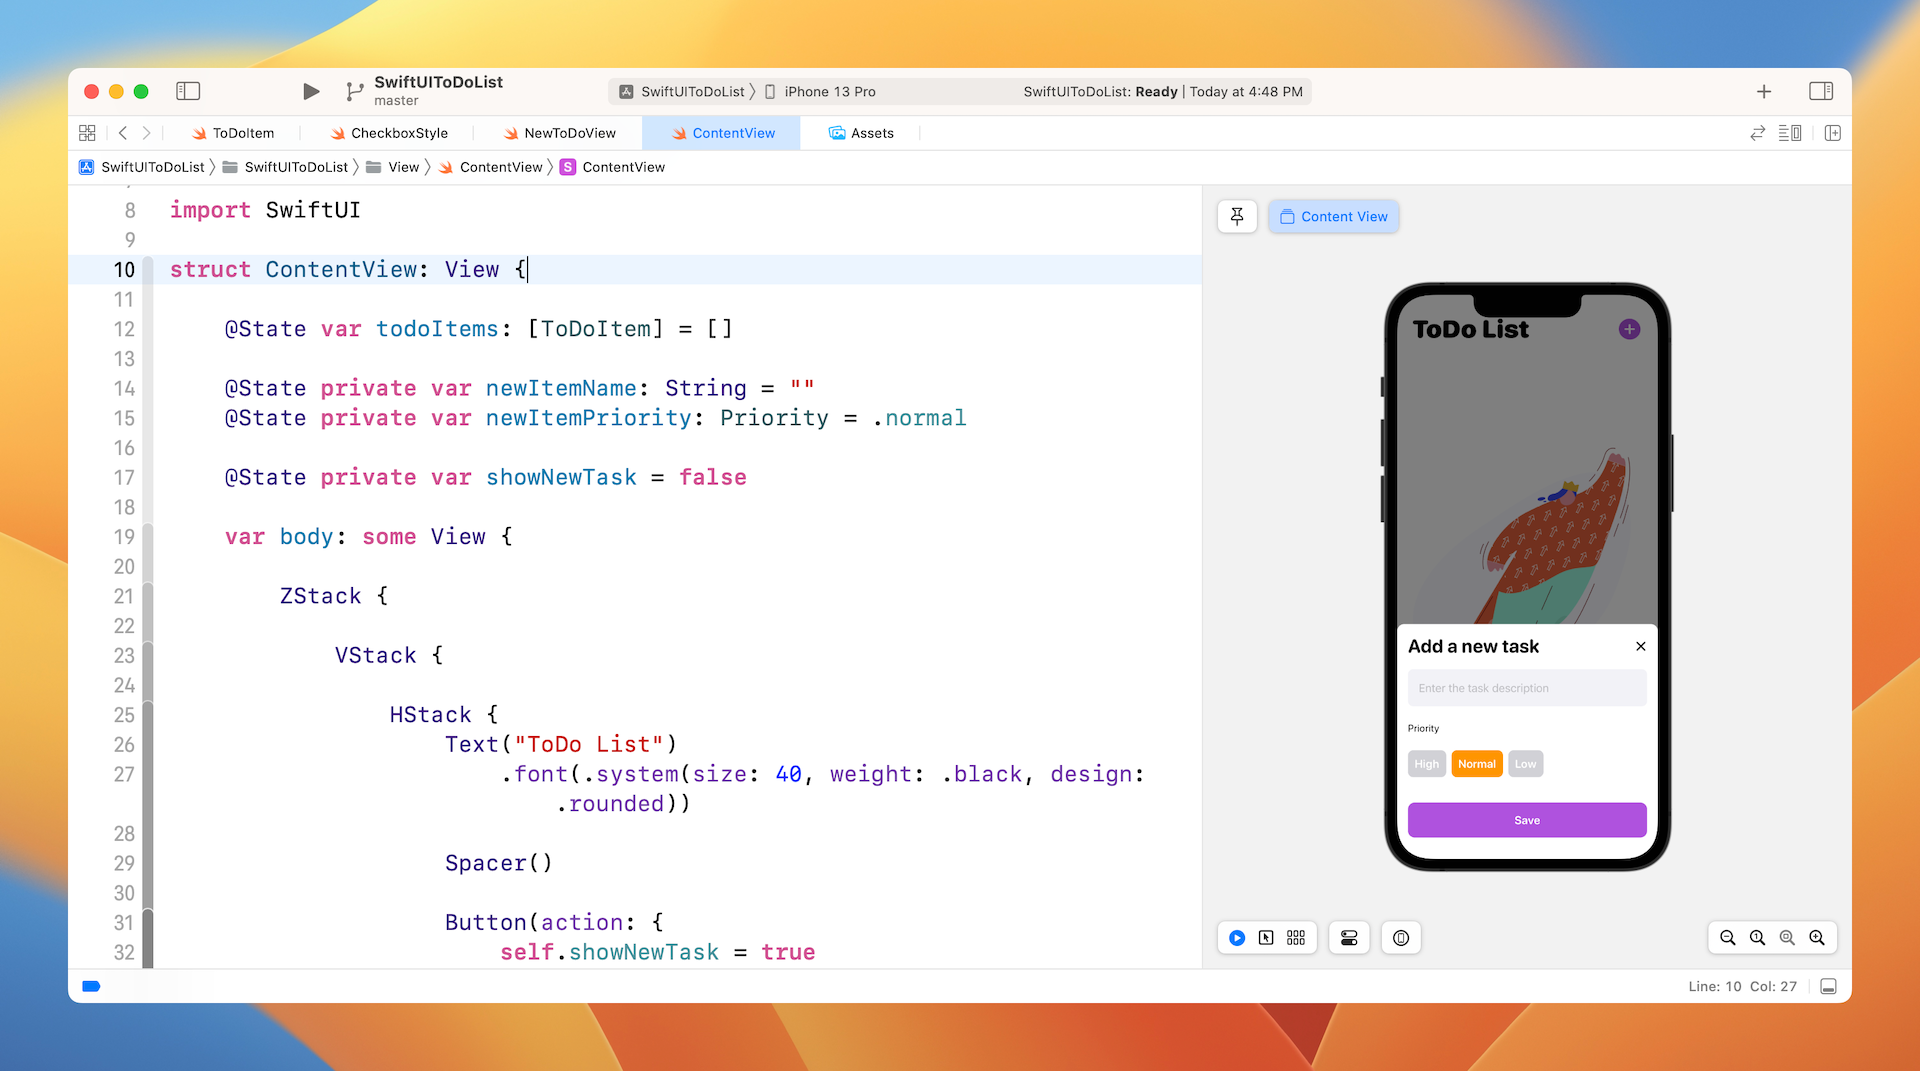 SwiftUIToDoList
master
SwiftUIToDoList iPhone 13 Pro SwiftUIToDoList: Ready | Today at 4:48 PM
ToDoItem CheckboxStyle NewToDoView ContentView Assets
SwiftUIToDoList SwiftUIToDoList View ContentView S ContentView
8 import SwiftUI
9
10 struct ContentView: View {
11
12 @State var todoItems: [ToDoItem] = []
13
14 @State private var newItemName: String = ""
15 @State private var newItemPriority: Priority = .normal
16
17 @State private var showNewTask = false
18
19 var body: some View {
20
21 ZStack {
22
23 VStack {
24
25 HStack {
26 Text("ToDo List")
27 .font(.system(size: 40, weight: .black, design:
.rounded))
28
29 Spacer()
30
31 Button(action: {
32 self.showNewTask = true
Content View
ToDo List
Add a new task
Enter the task description
Priority
High Normal Low
Save
Line: 10 Col: 27